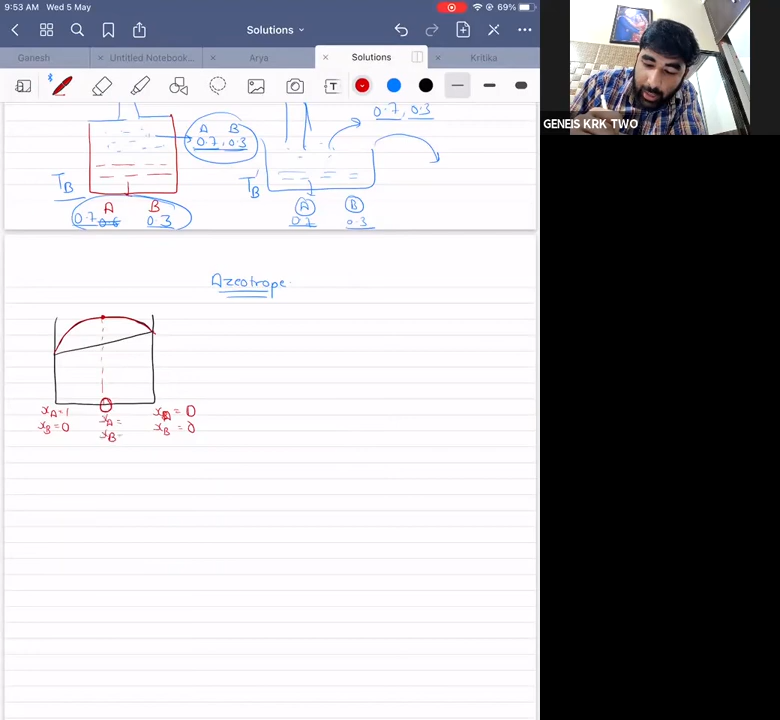 9:53 AM Wed 5 May
69%
Solutions
Ganesh
Untitled Notebook...
Arya
Solutions
Kritika
GENEIS KRK TWO
A B
0.7, 0.3
0.7, 0.3
T_B
A B
0.7 0.3
T_B'
A B
0.7 0.3
Azeotrope
x_A=1
x_B=0
x_A=
x_B=
x_A = 0
x_B = 0